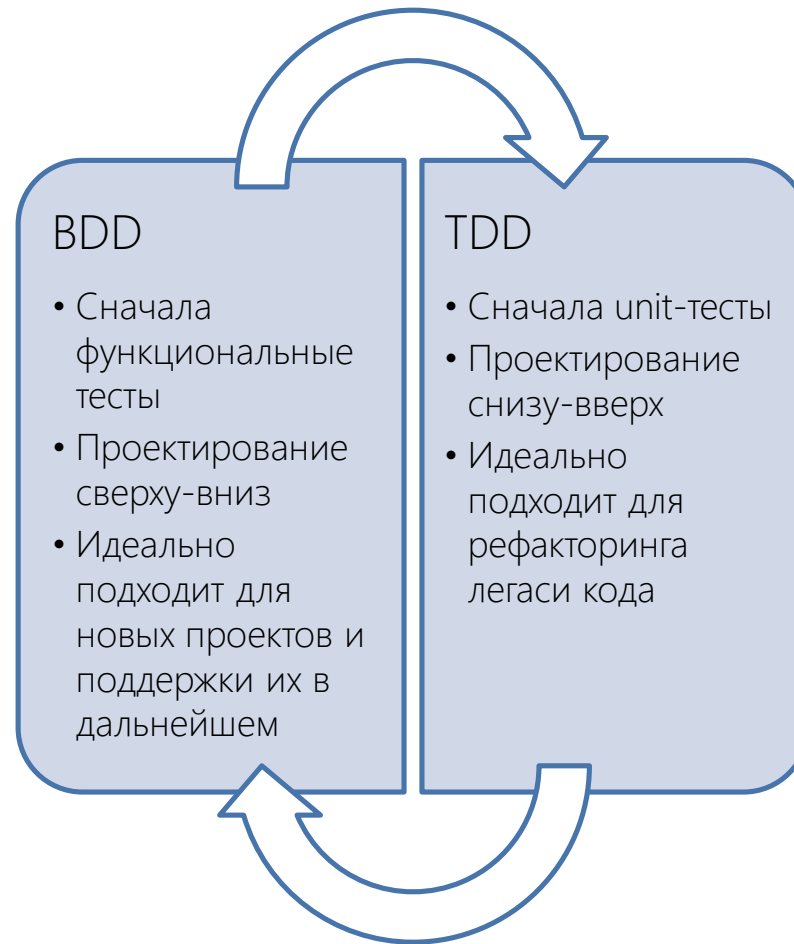 BDD
• Сначала
функциональные
тесты
• Проектирование
сверху-вниз
• Идеально
подходит для
новых проектов и
поддержки их в
дальнейшем
TDD
• Сначала unit-тесты
• Проектирование
снизу-вверх
• Идеально
подходит для
рефакторинга
легаси кода